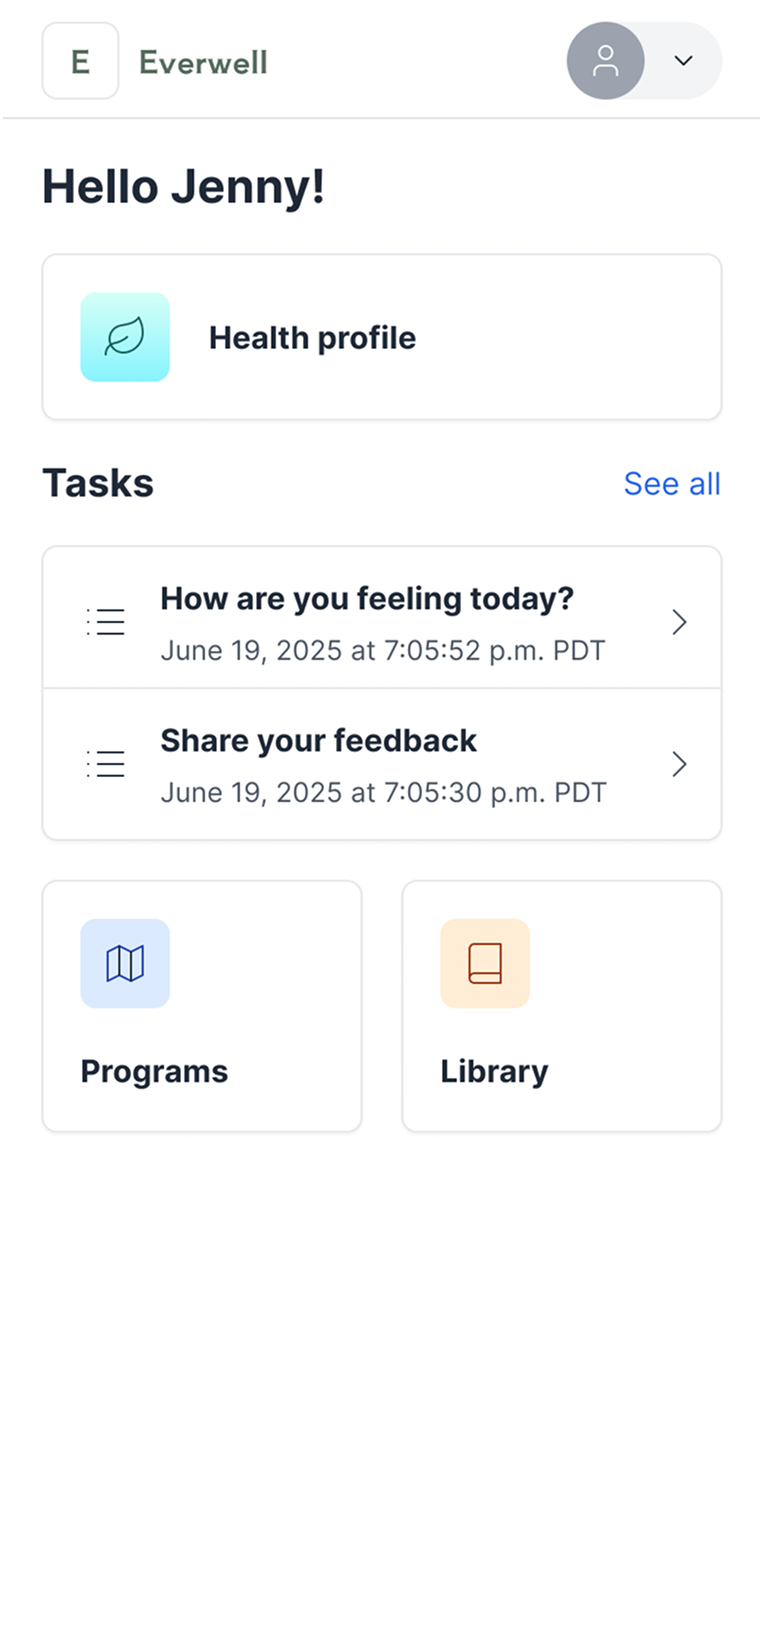 E
Everwell
Hello Jenny!
Health profile
Tasks
See all
How are you feeling today?
June 19, 2025 at 7:05:52 p.m. PDT
Share your feedback
June 19, 2025 at 7:05:30 p.m. PDT
Programs
Library